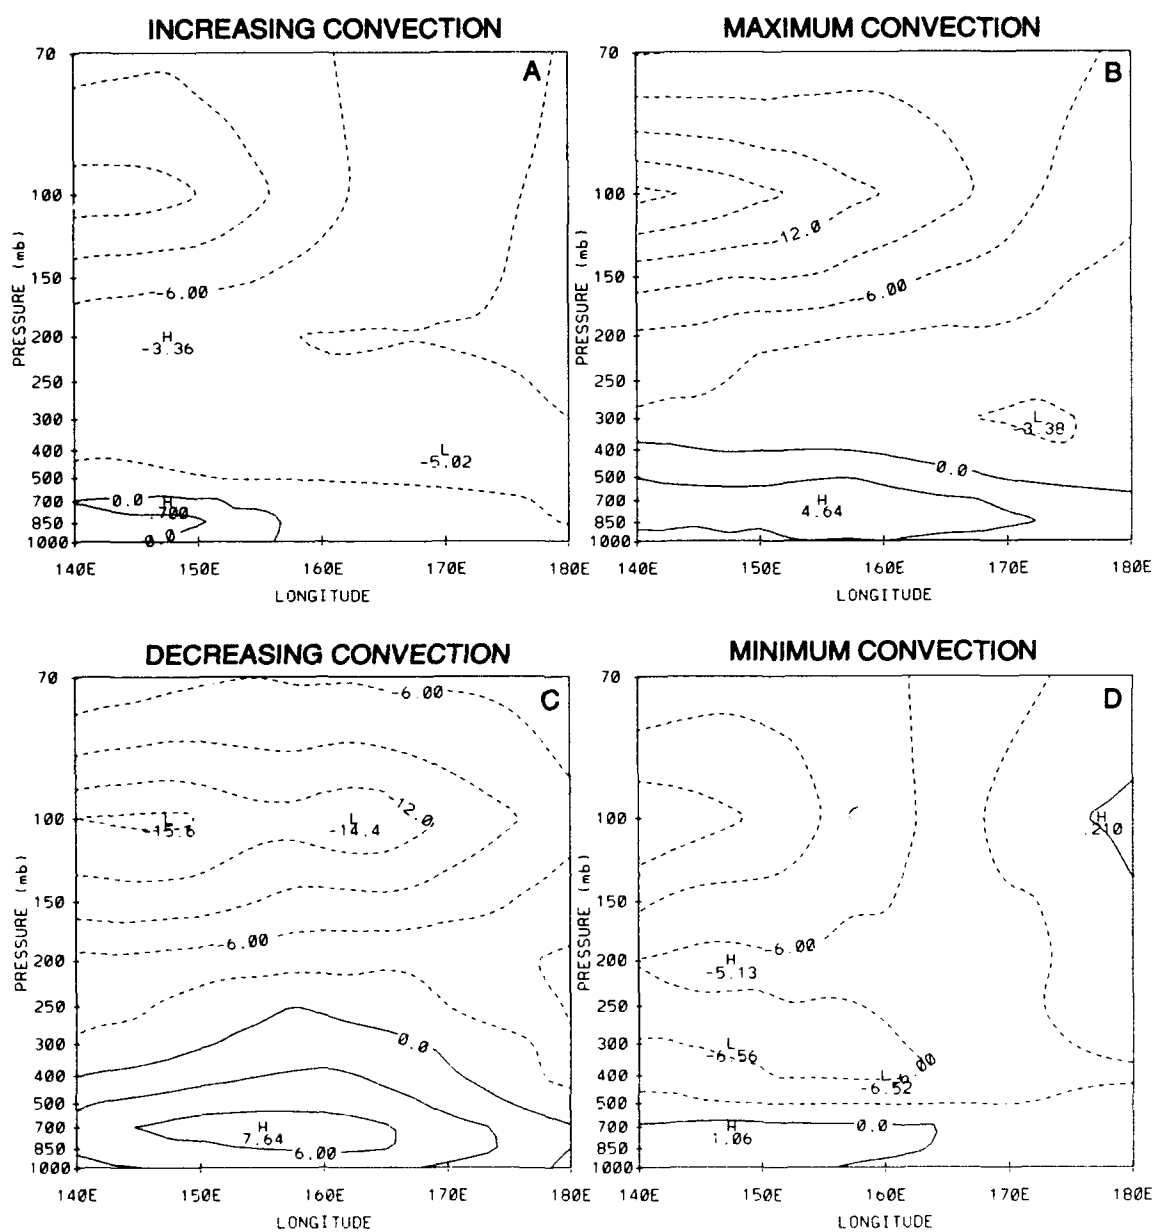 INCREASING CONVECTION
MAXIMUM CONVECTION
A
70
100
150
200
250
300
400
500
700
850
1000
PRESSURE (mb)
-6.00
H
-3.36
L
-5.02
0.0
H
.700
0.0
140E 150E 160E 170E 180E
LONGITUDE
B
70
100
150
200
250
300
400
500
700
850
1000
PRESSURE (mb)
12.0
-6.00
L
-3.38
0.0
H
4.64
140E 150E 160E 170E 180E
LONGITUDE
DECREASING CONVECTION
MINIMUM CONVECTION
C
70
100
150
200
250
300
400
500
700
850
1000
PRESSURE (mb)
-6.00
12.0
L
-15.6
L
-14.4
-6.00
0.0
H
7.64
6.00
140E 150E 160E 170E 180E
LONGITUDE
D
70
100
150
200
250
300
400
500
700
850
1000
PRESSURE (mb)
H
.210
-6.00
H
-5.13
L
-6.56
-6.00
L
-6.52
H
1.06
0.0
140E 150E 160E 170E 180E
LONGITUDE